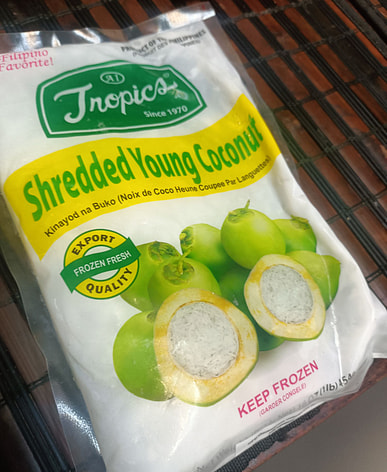 Filipino
Favorite!
PRODUCT OF THE PHILIPPINES
A1
Tropics
Since 1970
Shredded Young Coconut
Kinayod na Buko (Noix de Coco Heune Coupee Par Languettes)
EXPORT
FROZEN FRESH
QUALITY
KEEP FROZEN
(GARDER CONGELE)
(1lb)